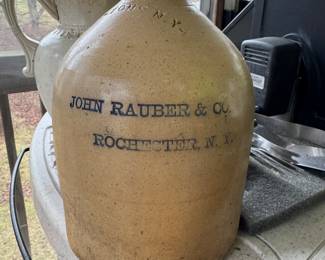 N. Y.
JOHN RAUBER & CO.
ROCHESTER, N. Y.